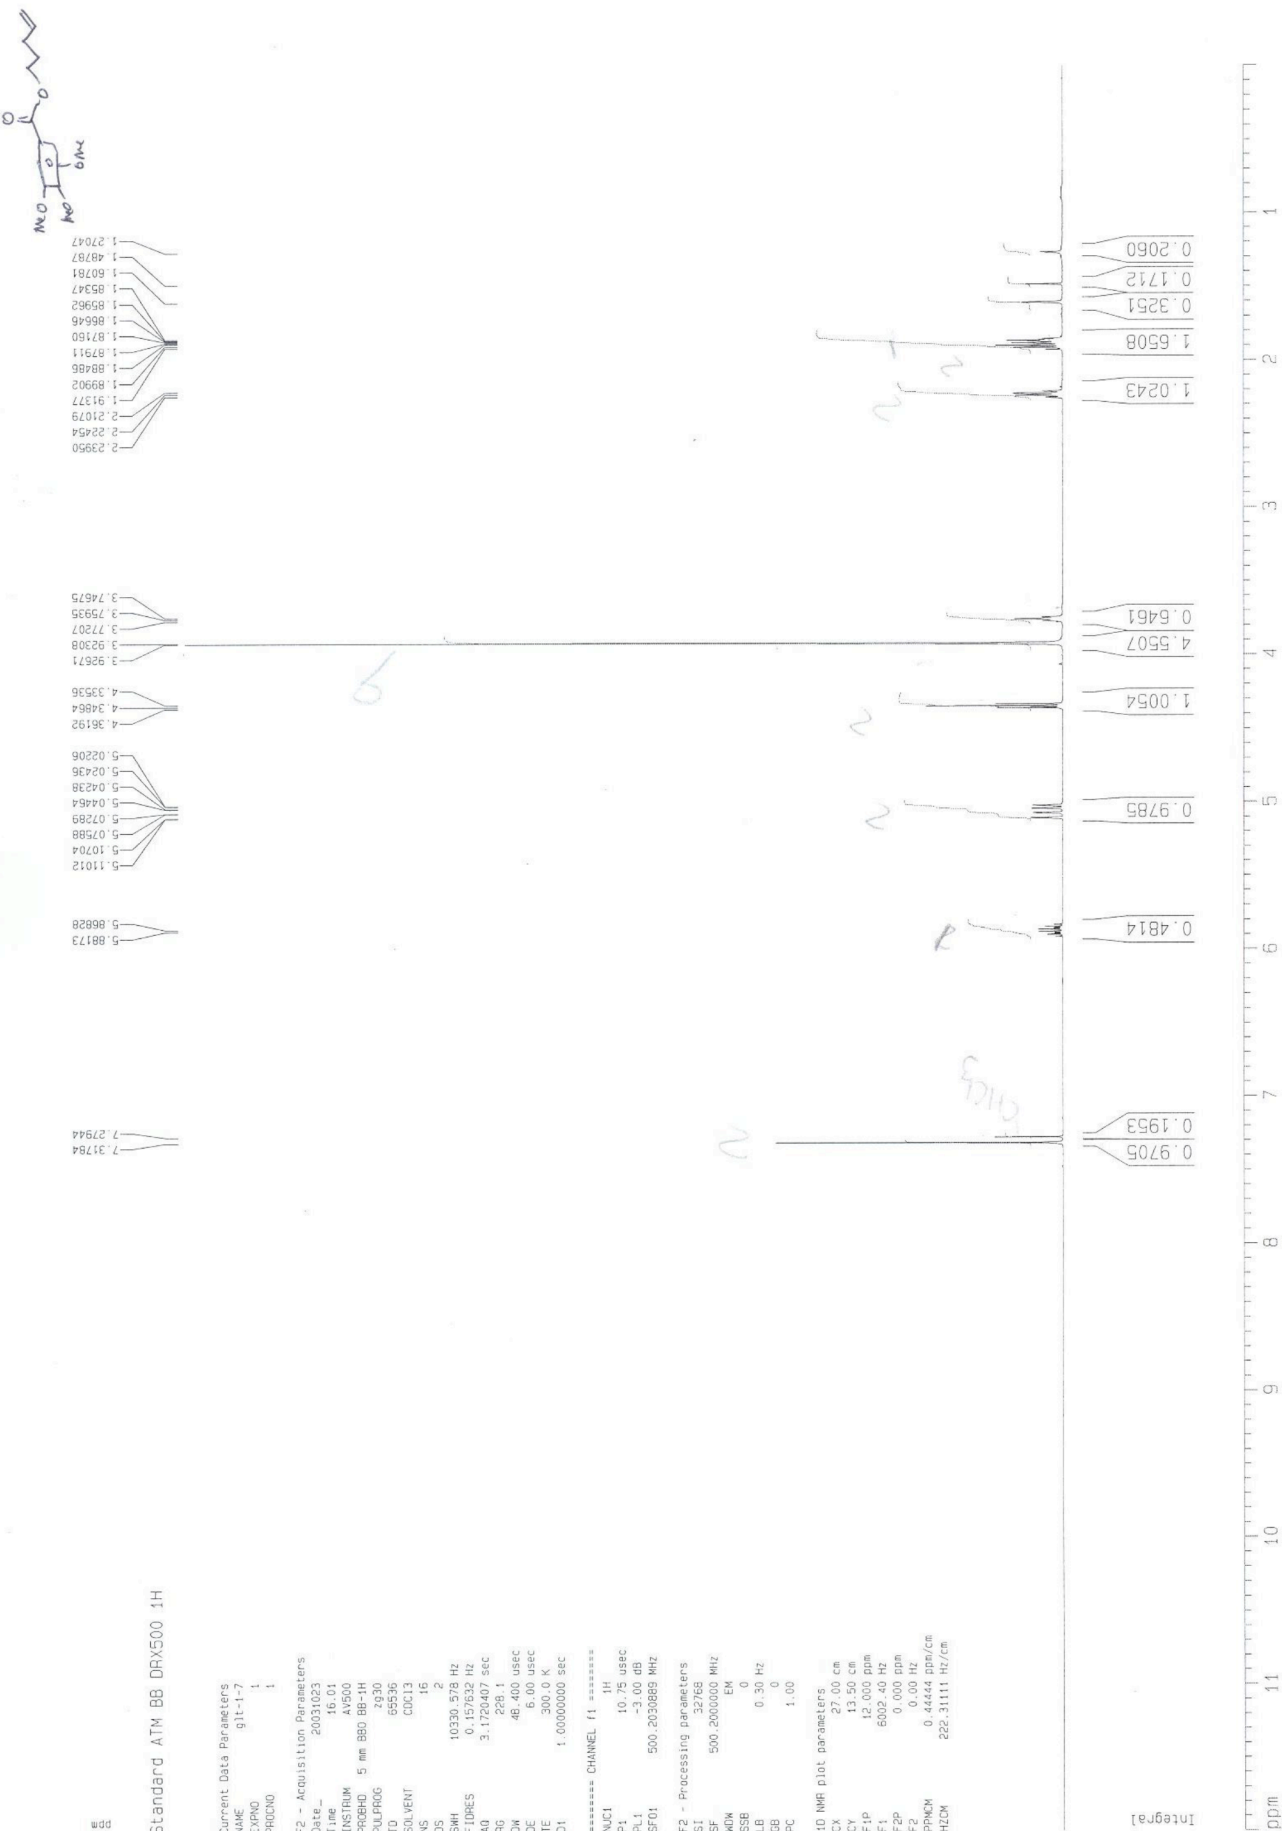 MeO
MeO
OMe
O
O
O
ppm
7.31784
7.27944
5.88173
5.86828
5.11012
5.10704
5.07588
5.07289
5.04464
5.04238
5.02436
5.02206
4.36192
4.34864
4.33536
3.92671
3.92308
3.77207
3.75935
3.74675
2.23950
2.22454
2.21079
1.91377
1.89902
1.88486
1.87911
1.87160
1.86646
1.85962
1.85347
1.60781
1.48787
1.27047
Standard ATM BB DRX500 1H
Current Data Parameters
NAME glt-1-7
EXPNO 1
PROCNO 1
F2 - Acquisition Parameters
Date_ 20031023
Time 16.01
INSTRUM AV500
PROBHD 5 mm BBO BB-1H
PULPROG zg30
TD 65536
SOLVENT CDCl3
NS 16
DS 2
SWH 10330.578 Hz
FIDRES 0.157632 Hz
AQ 3.1720407 sec
RG 228.1
DW 48.400 usec
DE 6.00 usec
TE 300.0 K
D1 1.00000000 sec
======== CHANNEL f1 ========
NUC1 1H
P1 10.75 usec
PL1 -3.00 dB
SFO1 500.2030889 MHz
F2 - Processing parameters
SI 32768
SF 500.2000000 MHz
WDW EM
SSB 0
LB 0.30 Hz
GB 0
PC 1.00
1D NMR plot parameters
CX 27.00 cm
CY 13.50 cm
F1P 12.000 ppm
F1 6002.40 Hz
F2P 0.000 ppm
F2 0.00 Hz
PPMCM 0.44444 ppm/cm
HZCM 222.31111 Hz/cm
2
CHCl3
2
2
2
2
Integral
0.9705
0.1953
0.4814
0.9785
1.0054
4.5507
0.6461
1.0243
1.6508
0.3251
0.1712
0.2060
ppm 11 10 9 8 7 6 5 4 3 2 1